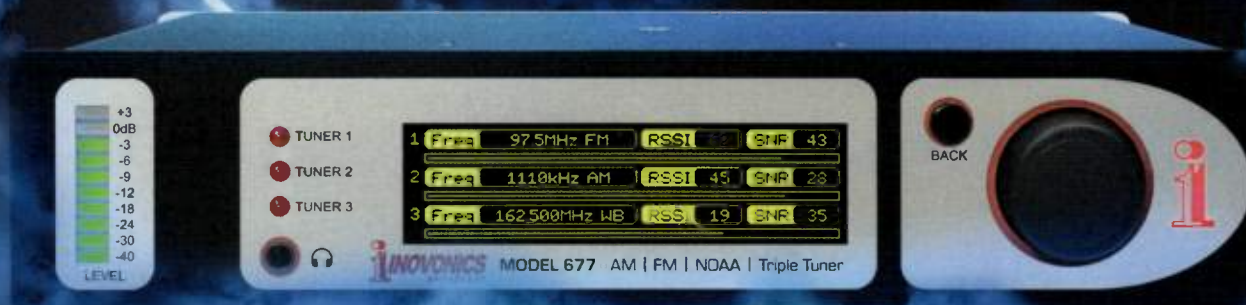 +3
0dB
-3
-6
-9
-12
-18
-24
-30
-40
LEVEL
TUNER 1
TUNER 2
TUNER 3
1 Freq 97.5MHz FM RSSI SNR 43
2 Freq 1110kHz AM RSSI 45 SNR 28
3 Freq 162.500MHz WB RSSI 19 SNR 35
INOVONICS MODEL 677 AM | FM | NOAA | Triple Tuner
BACK
i